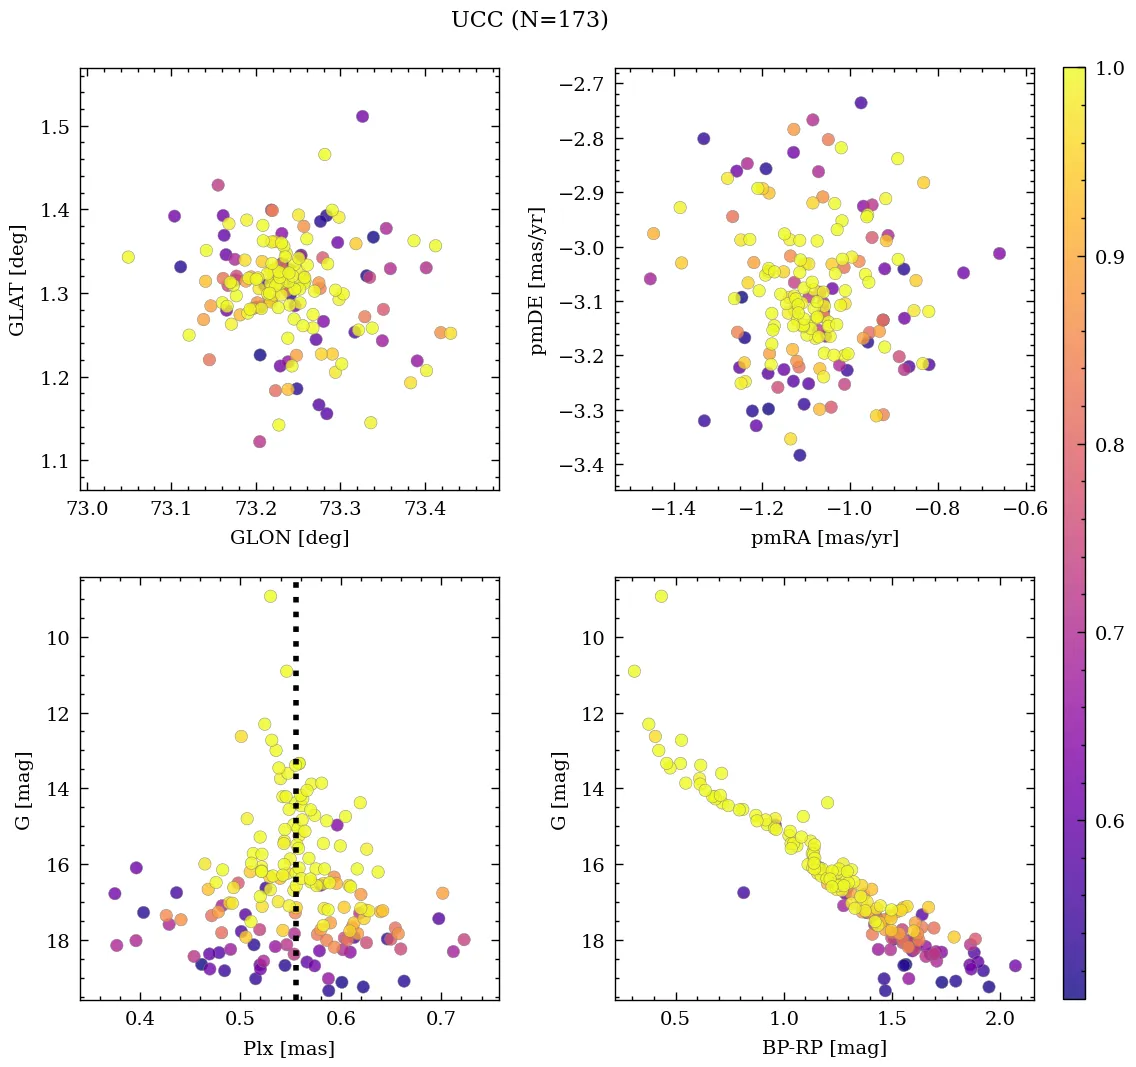 UCC (N=173)
1.5
1.4
1.3
1.2
1.1
GLAT [deg]
73.0 73.1 73.2 73.3 73.4
GLON [deg]
−2.7
−2.8
−2.9
−3.0
−3.1
−3.2
−3.3
−3.4
pmDE [mas/yr]
−1.4 −1.2 −1.0 −0.8 −0.6
pmRA [mas/yr]
10
12
14
16
18
G [mag]
0.4 0.5 0.6 0.7
Plx [mas]
10
12
14
16
18
G [mag]
0.5 1.0 1.5 2.0
BP-RP [mag]
1.0
0.9
0.8
0.7
0.6